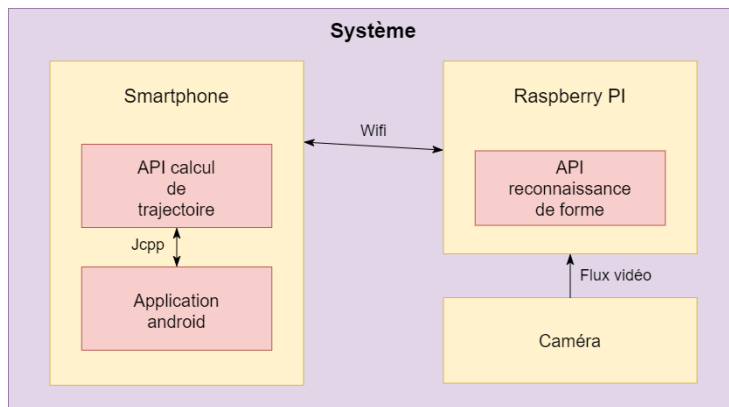 Système
Smartphone
API calcul
de
trajectoire
Jcpp
Application
android
Wifi
Raspberry PI
API
reconnaissance
de forme
Flux vidéo
Caméra